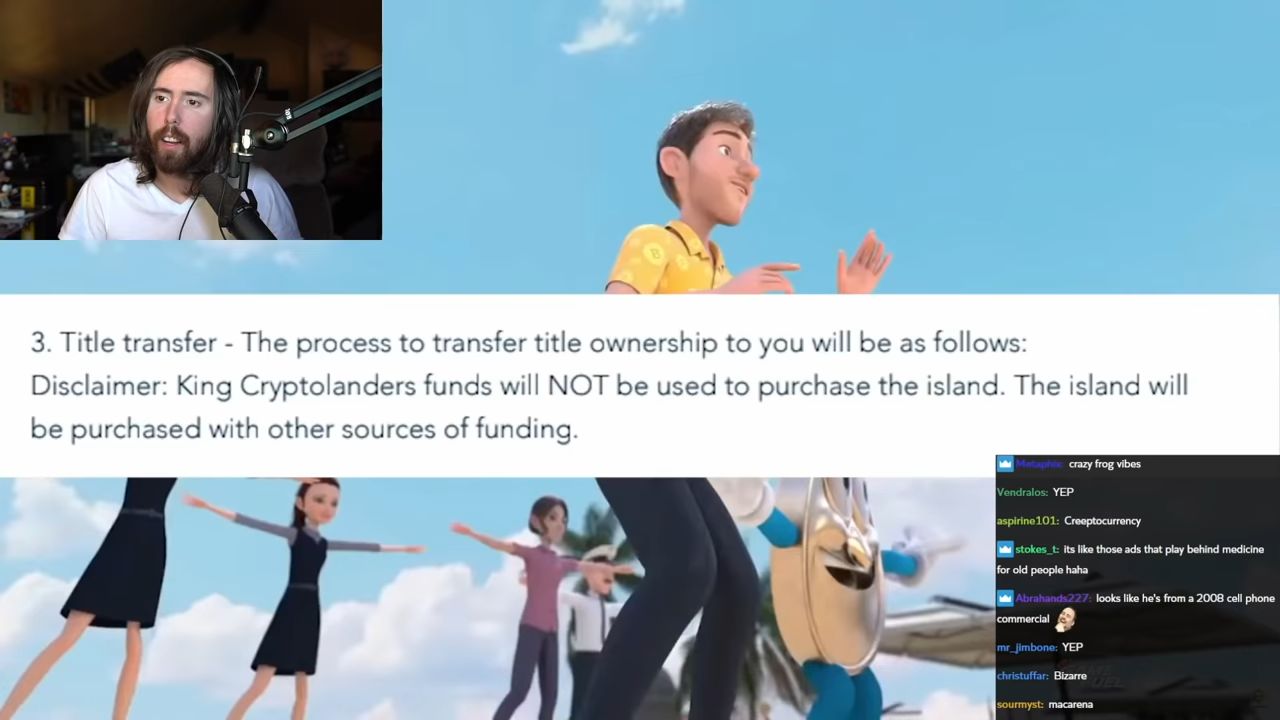 3. Title transfer - The process to transfer title ownership to you will be as follows:
Disclaimer: King Cryptolanders funds will NOT be used to purchase the island. The island will
be purchased with other sources of funding.
Metaphix: crazy frog vibes
Vendralos: YEP
aspirine101: Creeptocurrency
stokes_t: its like those ads that play behind medicine
for old people haha
Abrahands227: looks like he's from a 2008 cell phone
commercial
mr_jimbone: YEP
christuffar: Bizarre
sourmyst: macarena